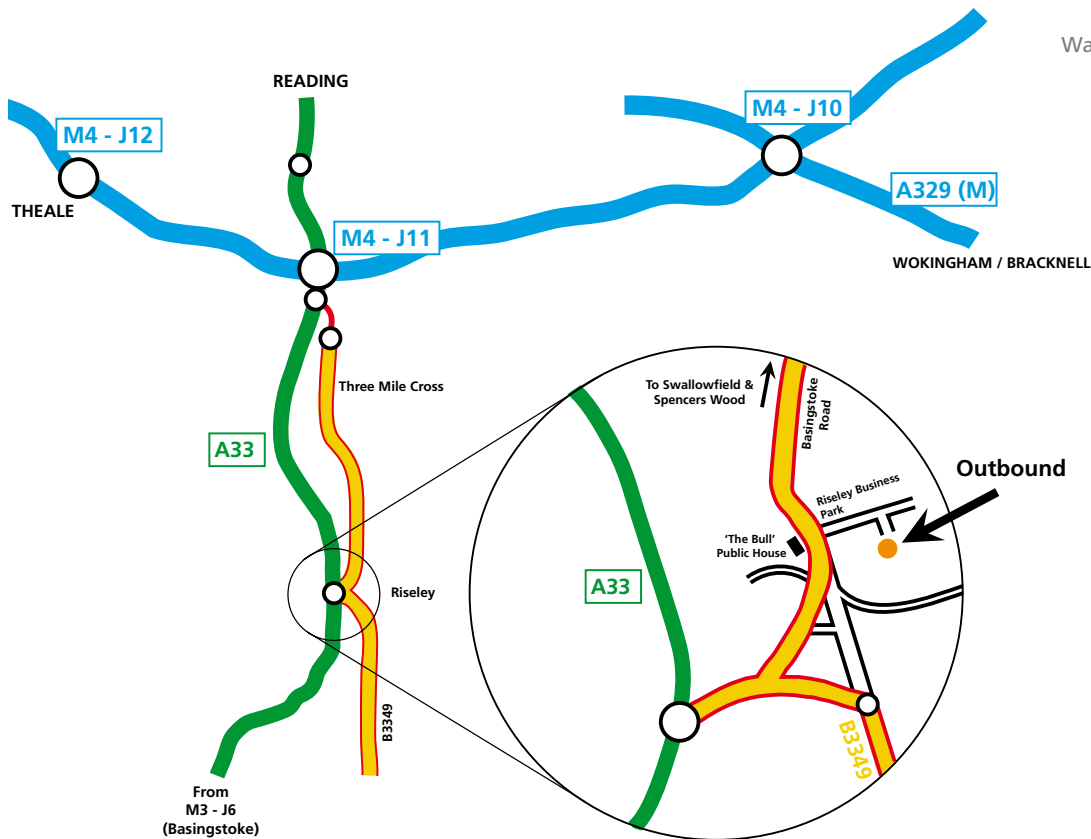 Wa
READING
M4 - J12
M4 - J10
THEALE
A329 (M)
M4 - J11
WOKINGHAM / BRACKNELL
Three Mile Cross
To Swallowfield &
Spencers Wood
Basingstoke
Road
A33
Outbound
Riseley Business
Park
'The Bull'
Public House
A33
Riseley
B3349
B3349
From
M3 - J6
(Basingstoke)